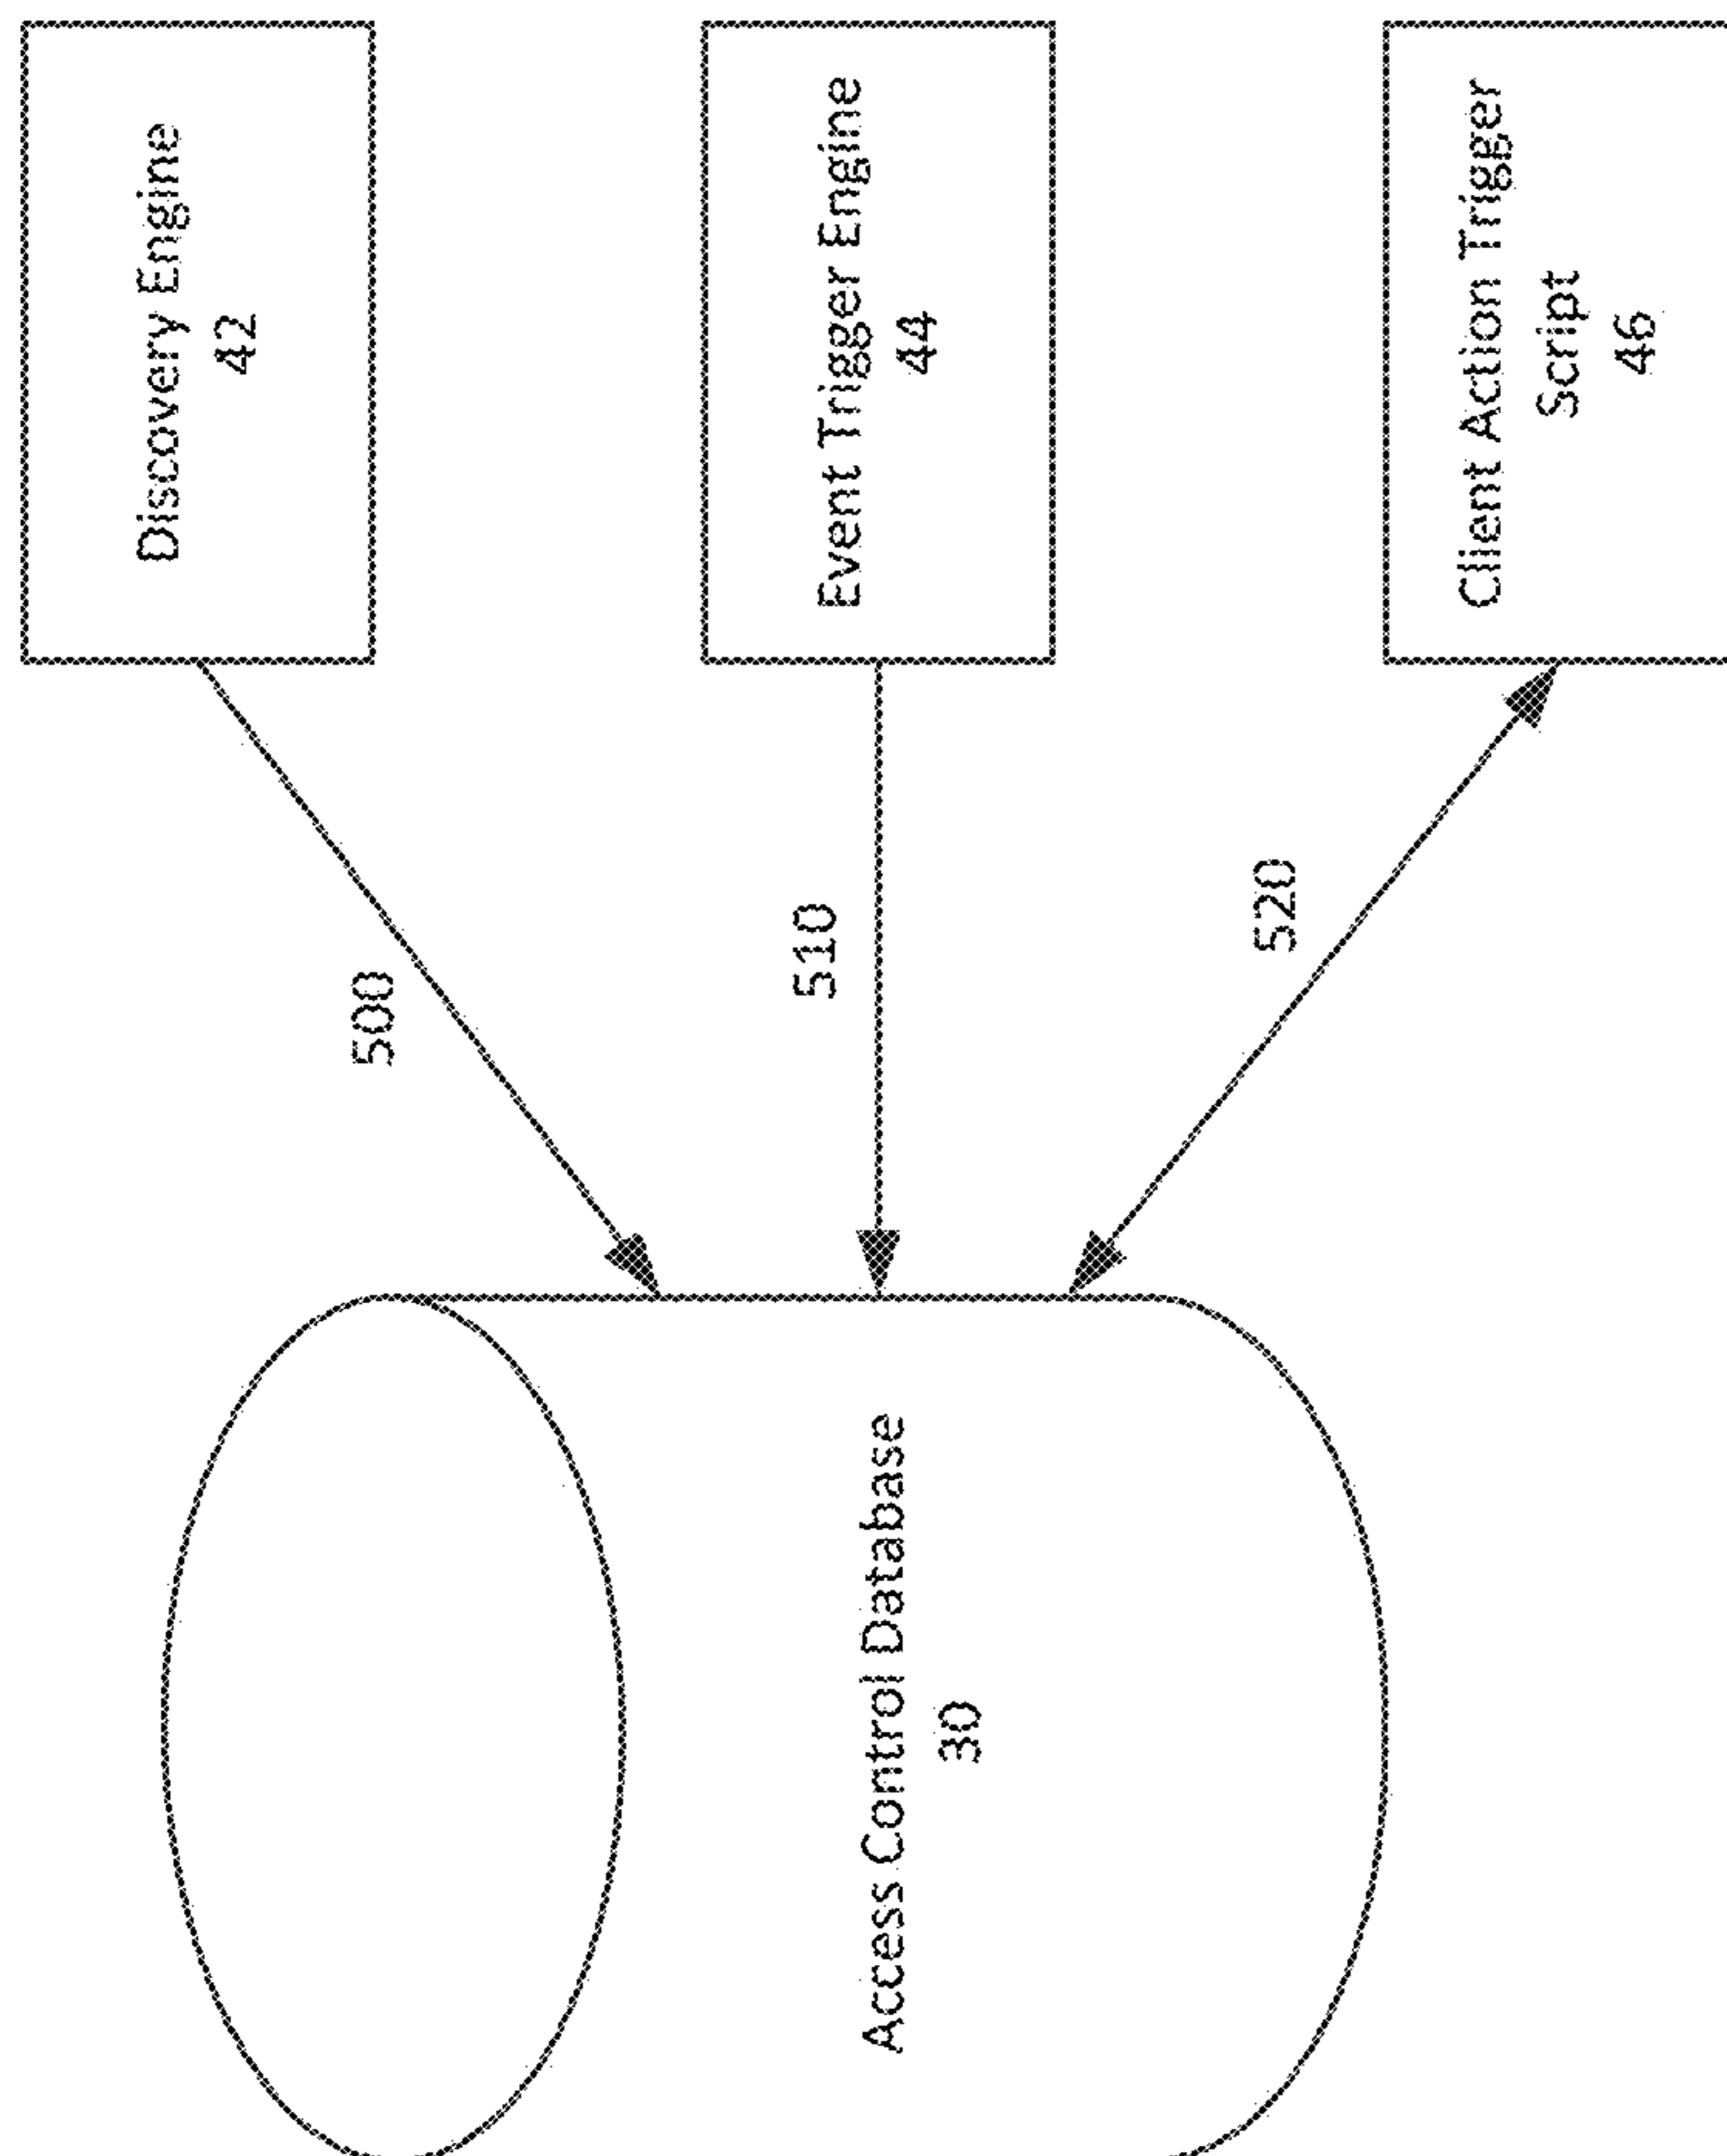 Discovery Engine
42
Event Trigger Engine
44
Client Action Trigger
Script
46
500
510
520
Access Control Database
30